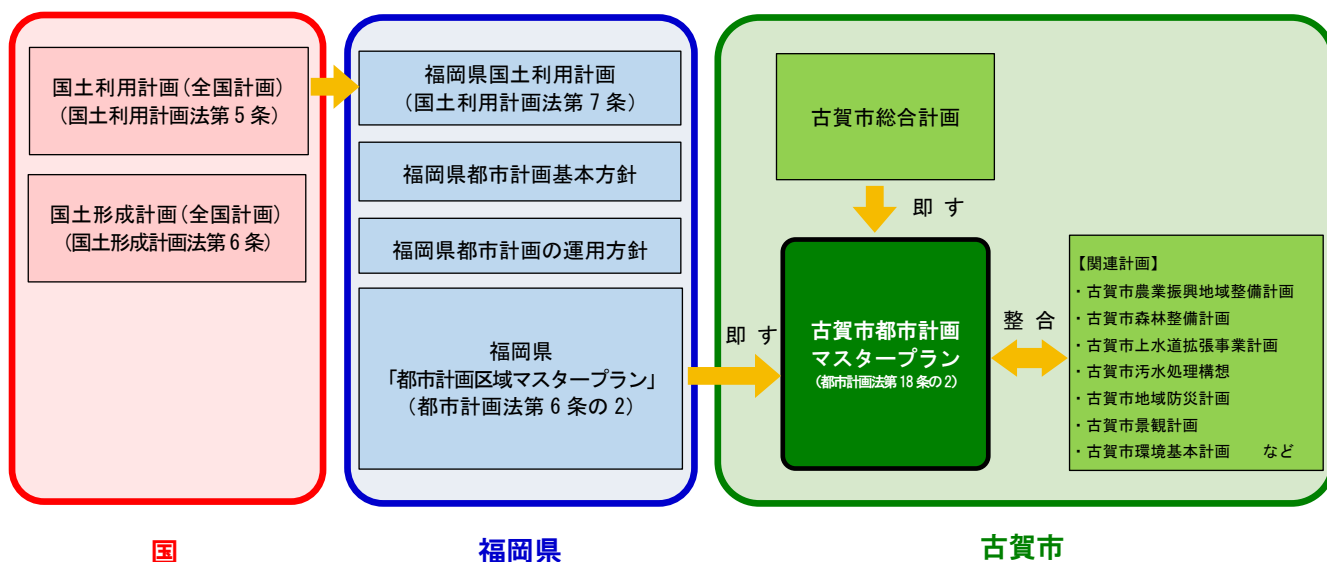 国土利用計画(全国計画)
(国土利用計画法第5条)
国土形成計画(全国計画)
(国土形成計画法第6条)
国
福岡県国土利用計画
(国土利用計画法第7条)
福岡県都市計画基本方針
福岡県都市計画の運用方針
福岡県
「都市計画区域マスタープラン」
(都市計画法第6条の2)
福岡県
古賀市総合計画
即す
即す
古賀市都市計画
マスタープラン
(都市計画法第18条の2)
整合
【関連計画】
・古賀市農業振興地域整備計画
・古賀市森林整備計画
・古賀市上水道拡張事業計画
・古賀市汚水処理構想
・古賀市地域防災計画
・古賀市景観計画
・古賀市環境基本計画 など
古賀市